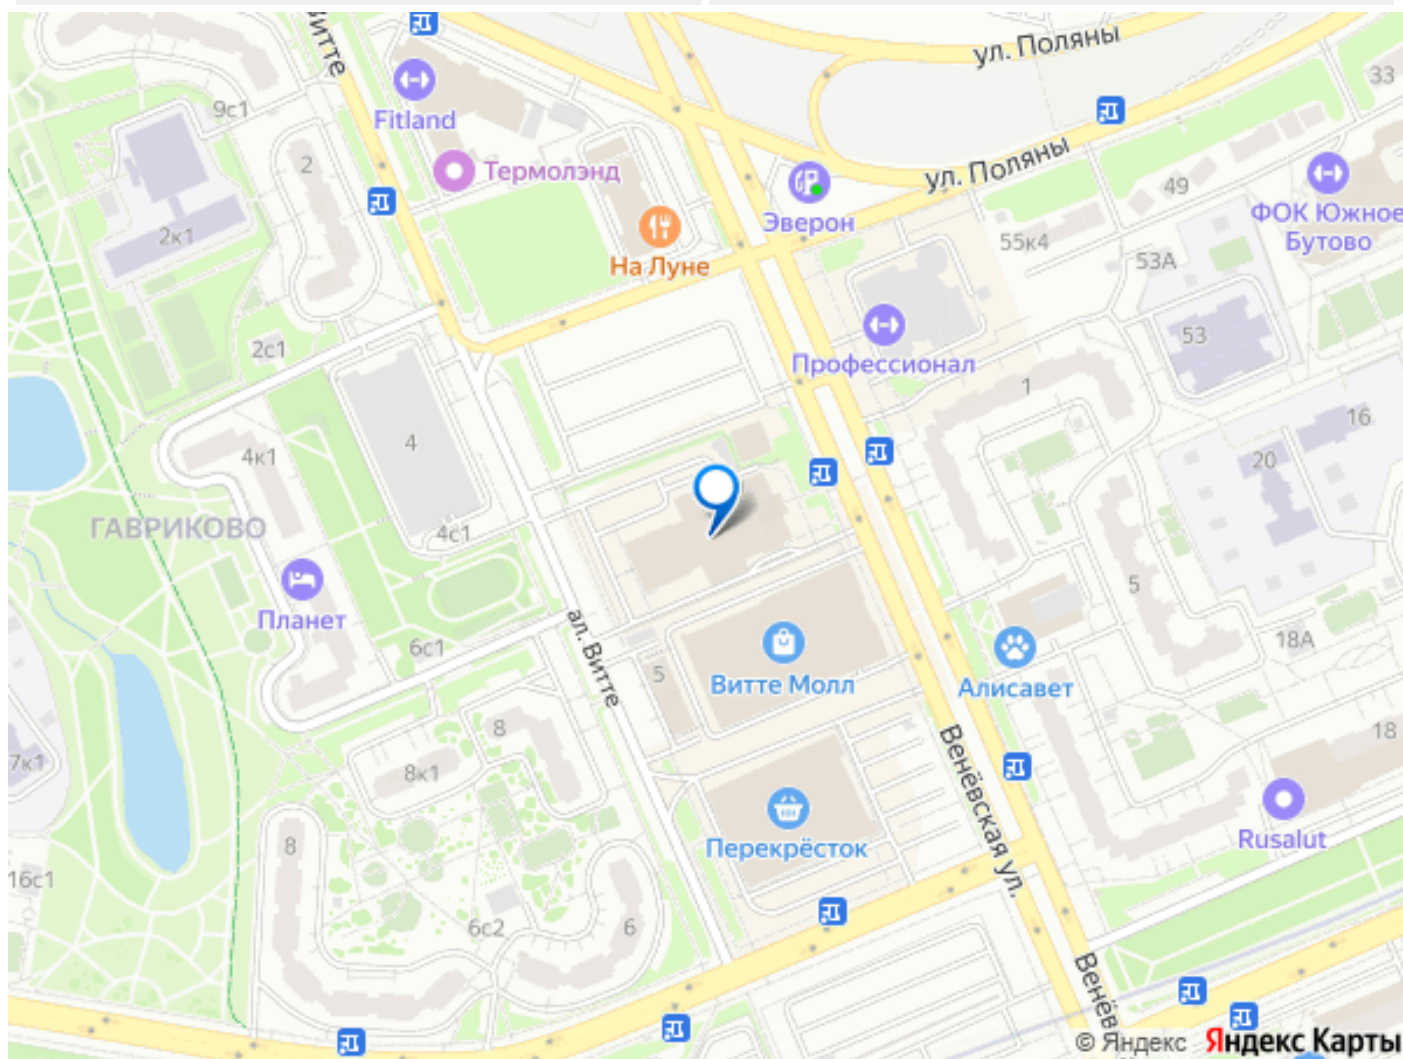 Витте
ул. Поляны
Fitland
33
9с1
2
Термолэнд
ул. Поляны
49
Эверон
ФОК Южное
Бутово
2к1
На Луне
55к4
53А
53
2с1
Профессионал
1
16
4
4к1
20
ГАВРИКОВО
4с1
5
Планет
ал. Витте
6с1
18А
5
Витте Молл
Алисавет
8
18
7к1
8к1
Венёвская ул.
Rusalut
8
Перекрёсток
16с1
6с2
6
Венёв
© Яндекс Яндекс Карты